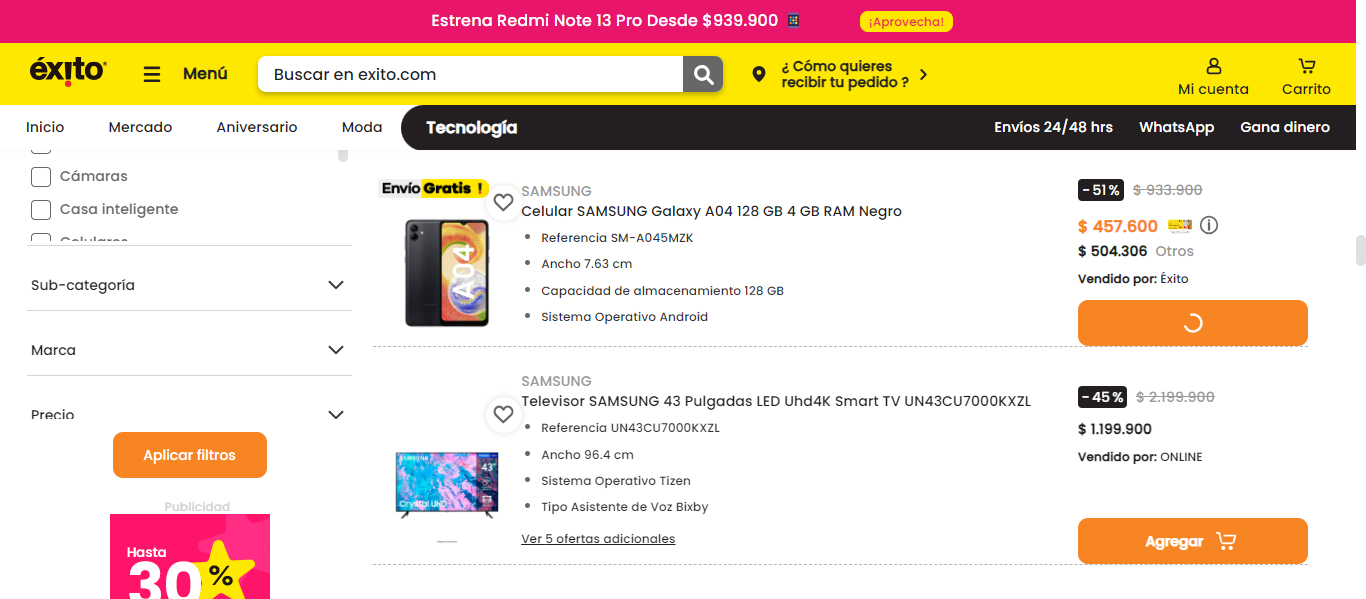 Estrena Redmi Note 13 Pro Desde $939.900
¡Aprovecha!
éxito
Menú
Buscar en exito.com
¿ Cómo quieres
recibir tu pedido ?
Mi cuenta
Carrito
Inicio
Mercado
Aniversario
Moda
Tecnología
Envíos 24/48 hrs
WhatsApp
Gana dinero
Cámaras
Casa inteligente
Celulares
Sub-categoría
Marca
Precio
Aplicar filtros
Publicidad
Hasta
30%
Envío Gratis !
A04
SAMSUNG
Celular SAMSUNG Galaxy A04 128 GB 4 GB RAM Negro
Referencia SM-A045MZK
Ancho 7.63 cm
Capacidad de almacenamiento 128 GB
Sistema Operativo Android
-51%
$ 933.900
$ 457.600
$ 504.306 Otros
Vendido por: Éxito
SAMSUNG
Televisor SAMSUNG 43 Pulgadas LED Uhd4K Smart TV UN43CU7000KXZL
Referencia UN43CU7000KXZL
Ancho 96.4 cm
Sistema Operativo Tizen
Tipo Asistente de Voz Bixby
Ver 5 ofertas adicionales
43"
Crystal UHD
-45%
$ 2.199.900
$ 1.199.900
Vendido por: ONLINE
Agregar